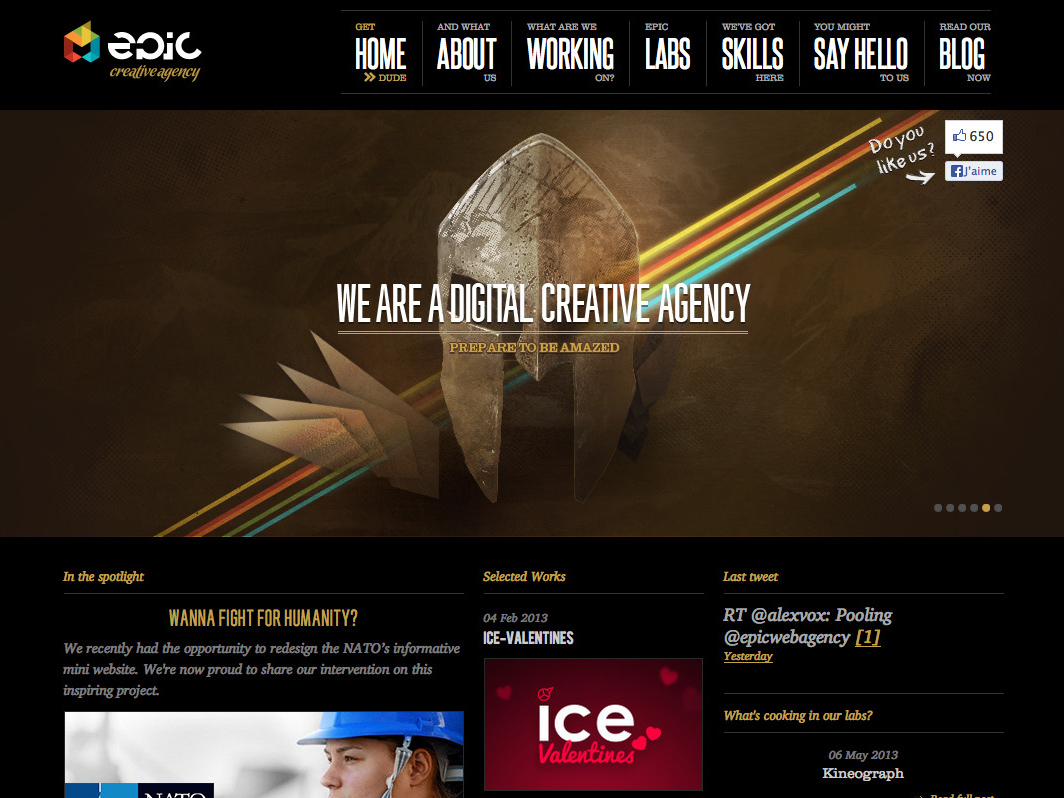 epic
creative agency
GET
HOME
DUDE
AND WHAT
ABOUT
US
WHAT ARE WE
WORKING
ON?
EPIC
LABS
WE'VE GOT
SKILLS
HERE
YOU MIGHT
SAY HELLO
TO US
READ OUR
BLOG
NOW
Do you
like us?
650
J'aime
WE ARE A DIGITAL CREATIVE AGENCY
PREPARE TO BE AMAZED
In the spotlight
WANNA FIGHT FOR HUMANITY?
We recently had the opportunity to redesign the NATO's informative
mini website. We're now proud to share our intervention on this
inspiring project.
NATO
Selected Works
04 Feb 2013
ICE-VALENTINES
ice
Valentines
Last tweet
RT @alexvox: Pooling
@epicwebagency [1]
Yesterday
What's cooking in our labs?
06 May 2013
Kineograph
Read full post